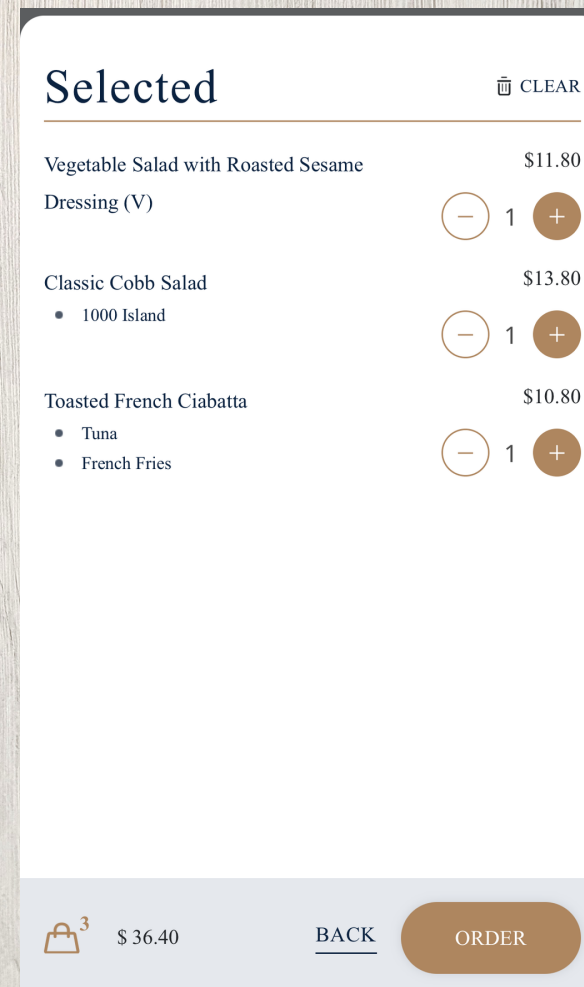 Selected
CLEAR
Vegetable Salad with Roasted Sesame
Dressing (V)
$11.80
1
Classic Cobb Salad
$13.80
1000 Island
1
Toasted French Ciabatta
$10.80
Tuna
French Fries
1
3
$ 36.40
BACK
ORDER